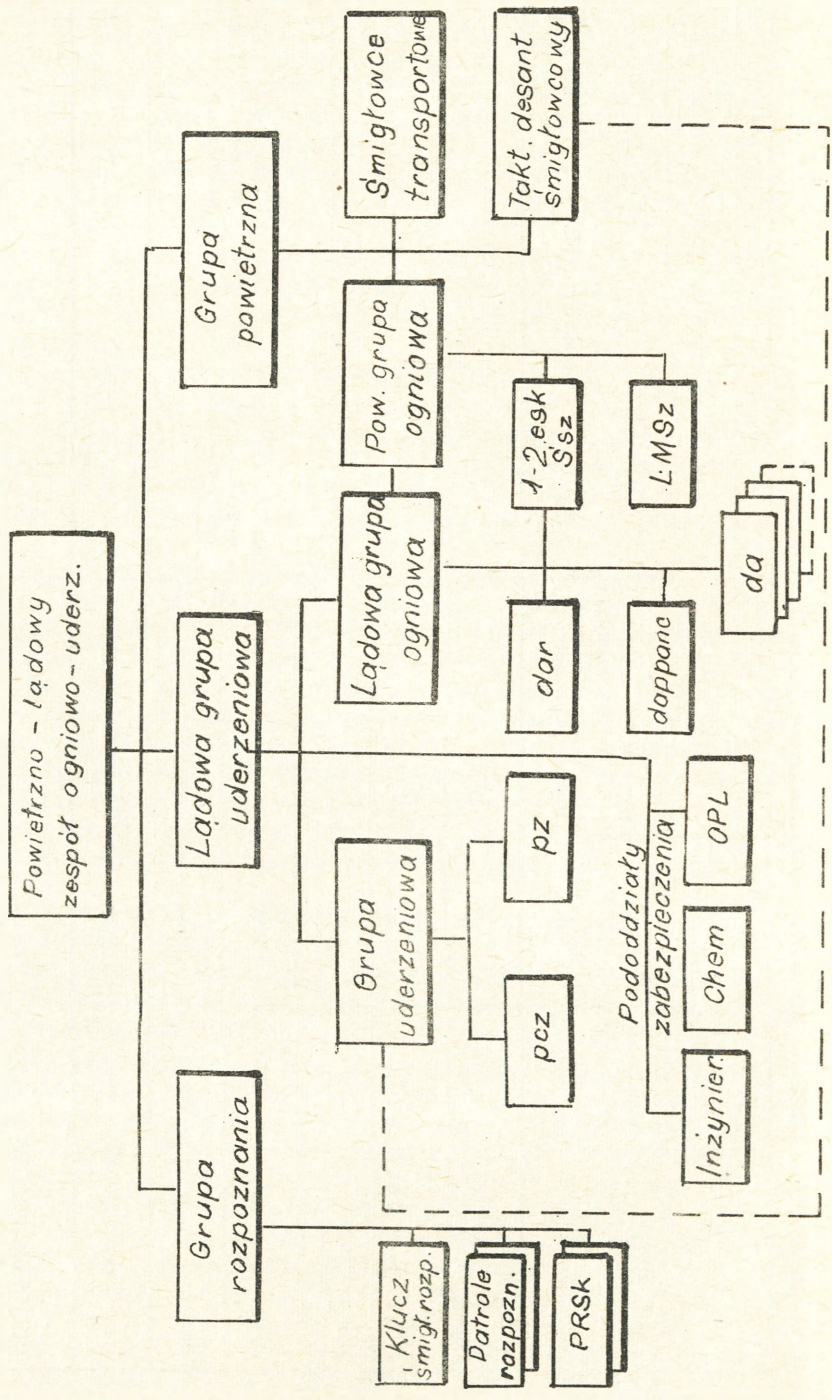 Powietrzno - lądowy
zespół ogniowo - uderz.
Grupa
rozpoznania
Lądowa grupa
uderzeniowa
Grupa
powietrzna
Klucz
śmigł. rozp.
Patrole
rozpozn.
PRSk
Grupa
uderzeniowa
Lądowa grupa
ogniowa
Pow. grupa
ogniowa
Śmigłowce
transportowe
Takt. desant
śmigłowcowy
pcz
pz
dar
1-2 esk
Śsz
dappanc
LMSz
da
Pododdziały
zabezpieczenia
Inżynier.
Chem
OPL